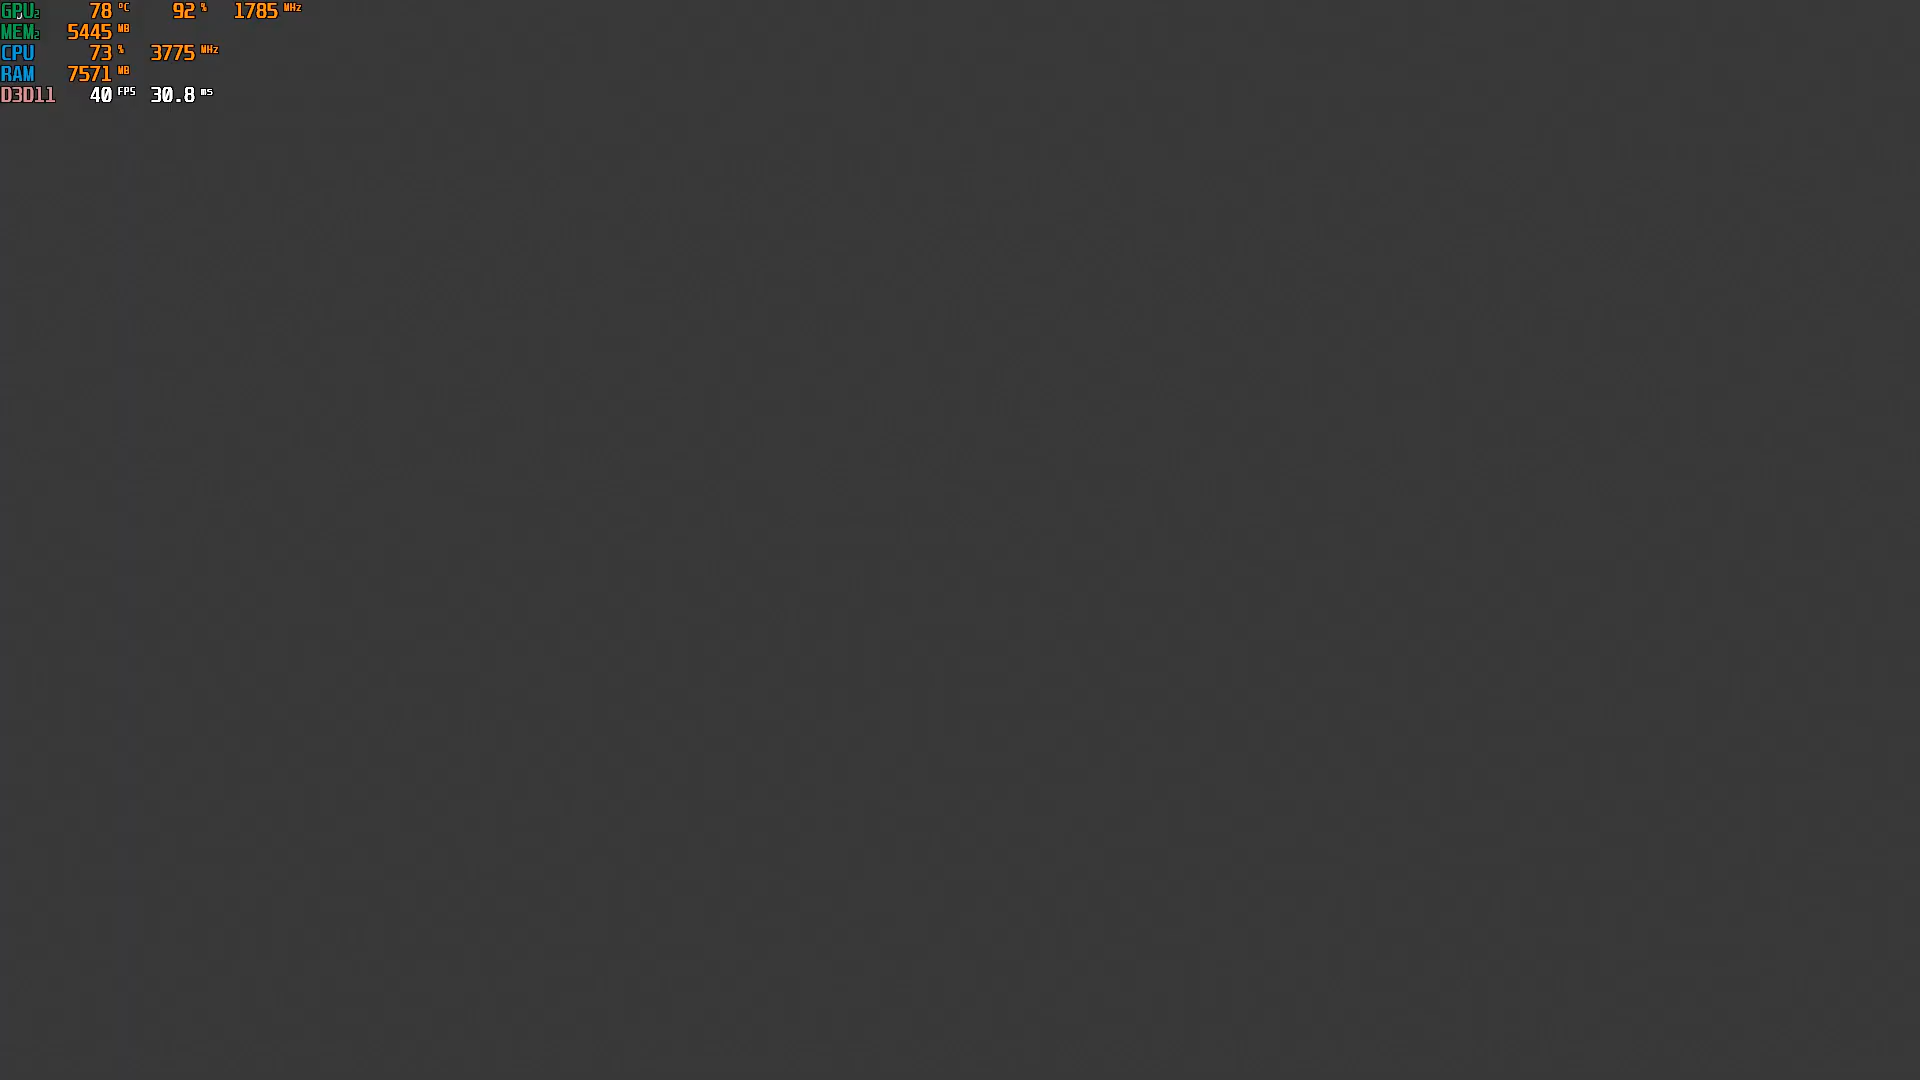 GPU2 78 °C 92 % 1785 MHz
MEM2 5445 MB
CPU 73 % 3775 MHz
RAM 7571 MB
D3D11 40 FPS 30.8 ms